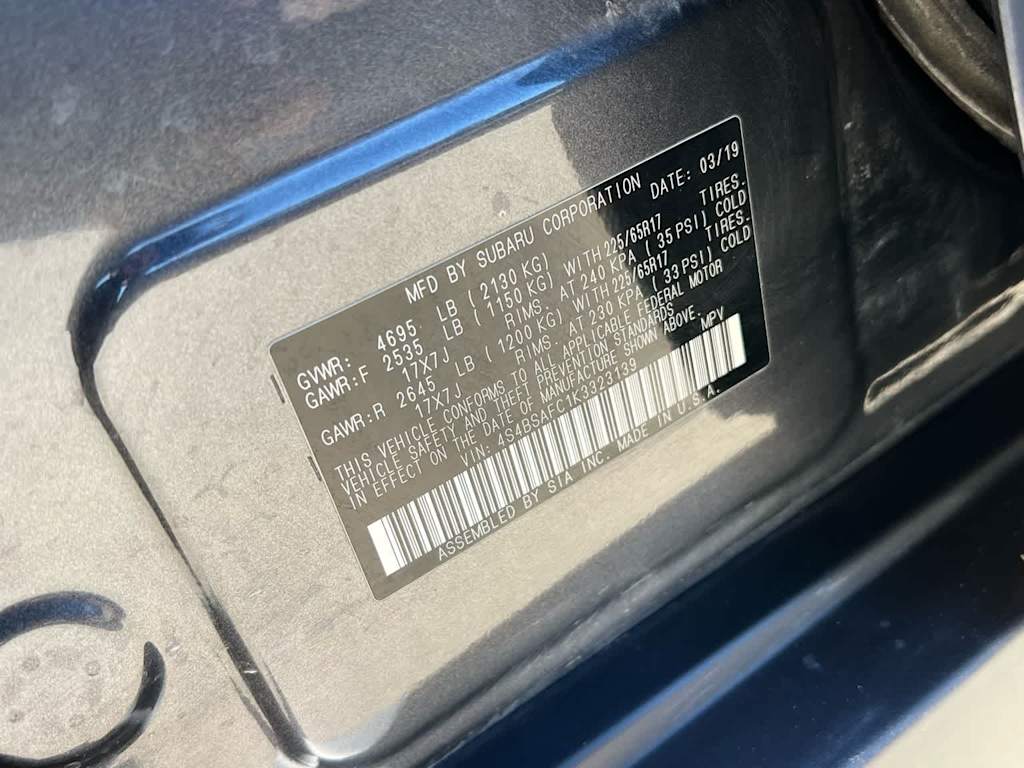 MFD BY SUBARU CORPORATION DATE: 03/19
GVWR: 4695 LB ( 2130 KG)
GAWR:F 2535 LB ( 1150 KG) WITH 225/65R17 TIRES.
17X7J RIMS. AT 240 KPA ( 35 PSI) COLD
GAWR:R 2645 LB ( 1200 KG) WITH 225/65R17 TIRES.
17X7J RIMS. AT 230 KPA ( 33 PSI) COLD
THIS VEHICLE CONFORMS TO ALL APPLICABLE FEDERAL MOTOR
VEHICLE SAFETY AND THEFT PREVENTION STANDARDS
IN EFFECT ON THE DATE OF MANUFACTURE SHOWN ABOVE.
VIN: 4S4BSAFC1K3323139 MPV
ASSEMBLED BY SIA INC. MADE IN U.S.A.